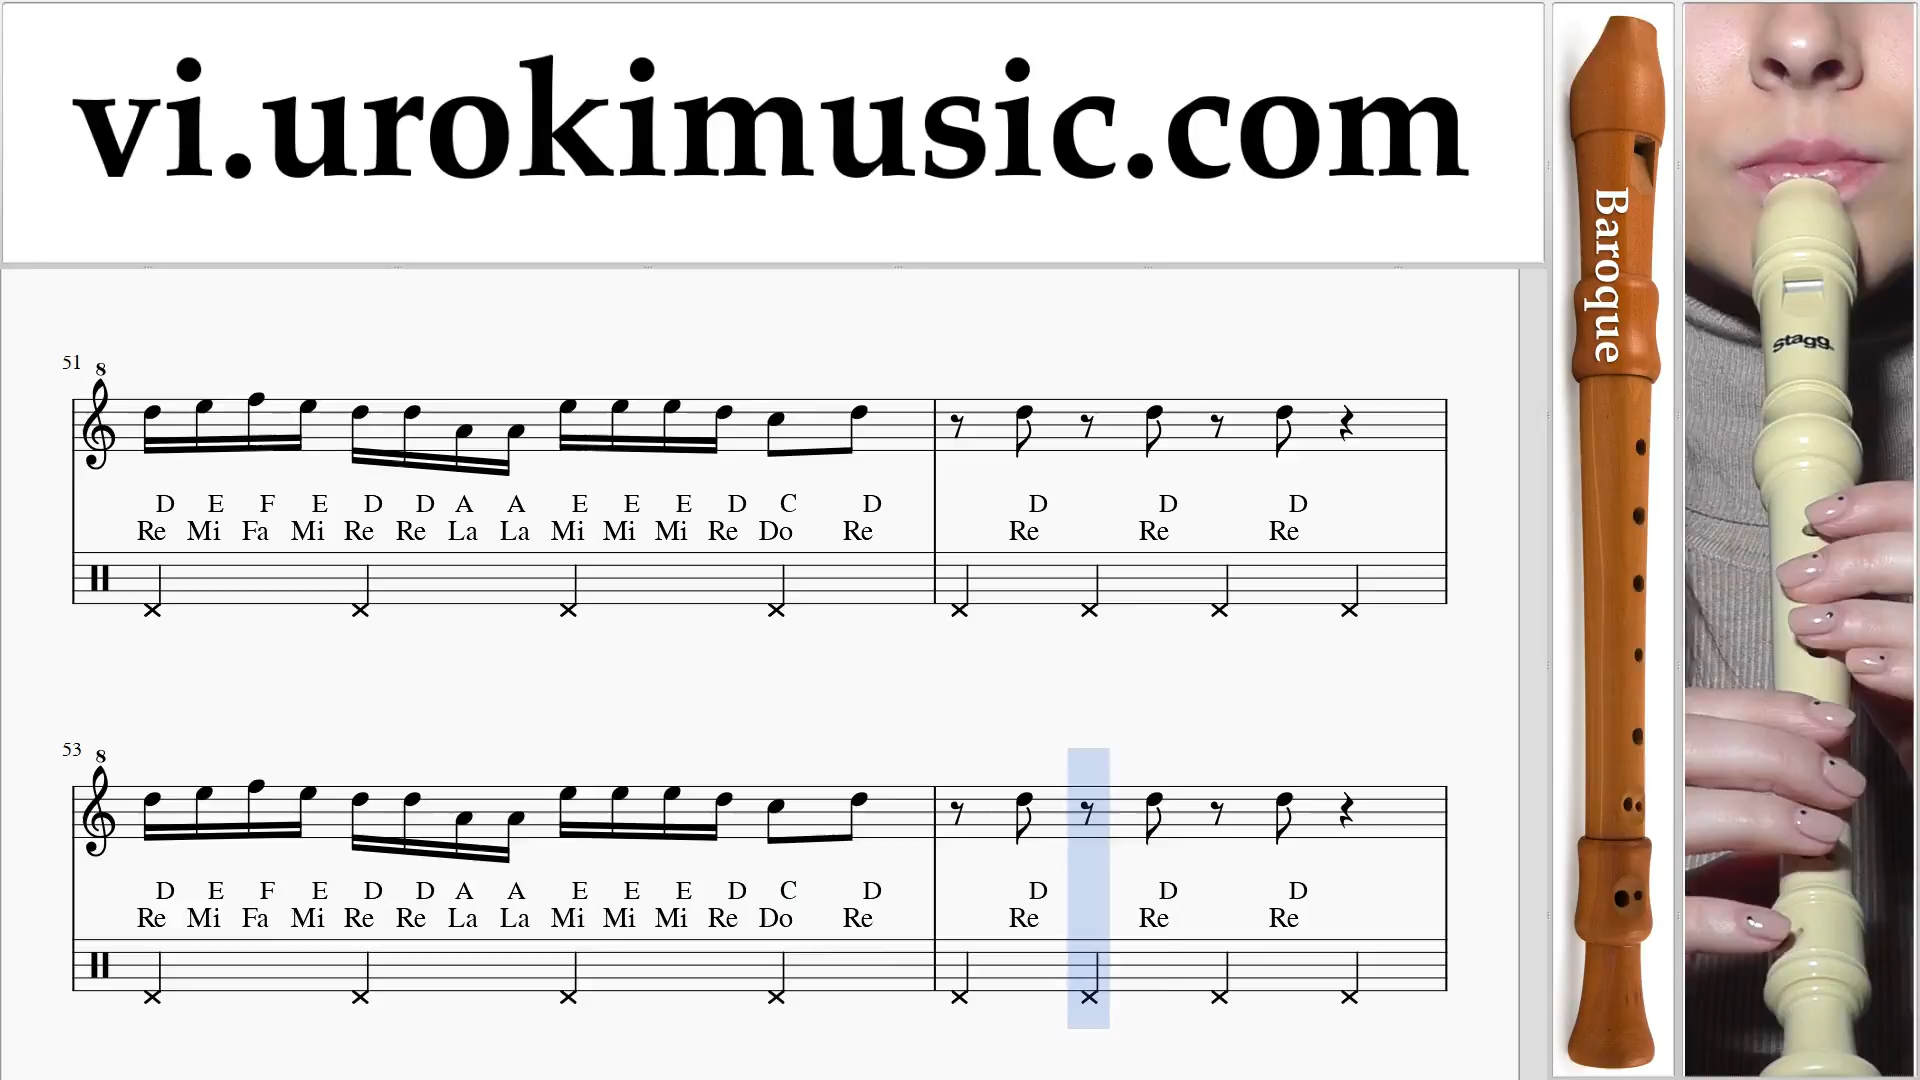 vi.urokimusic.com
Baroque
Stagg
51
8
D E F E D D A A E E E D C D D D D
Re Mi Fa Mi Re Re La La Mi Mi Mi Re Do Re Re Re Re
53
8
D E F E D D A A E E E D C D D D D
Re Mi Fa Mi Re Re La La Mi Mi Mi Re Do Re Re Re Re